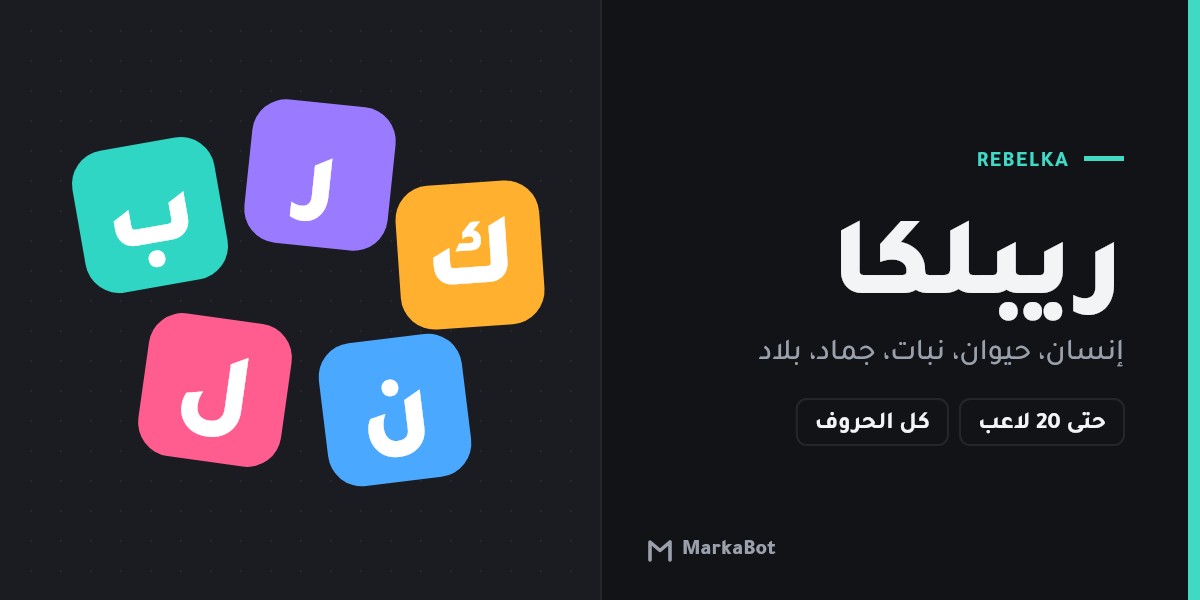 ب
ر
ك
ل
ن
REBELKA
ريبلكا
إنسان، حيوان، نبات، جماد، بلاد
حتى 20 لاعب
كل الحروف
MarkaBot